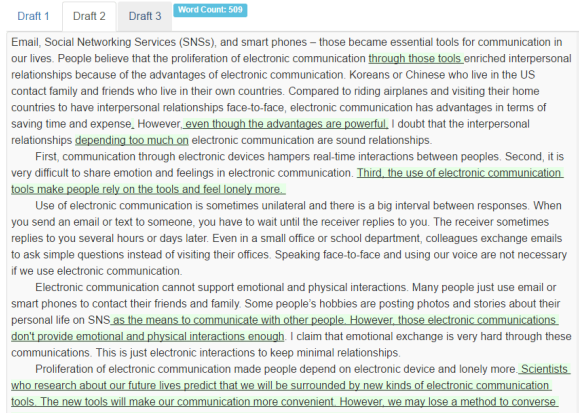 Draft 1 Draft 2 Draft 3 Word Count: 509
Email, Social Networking Services (SNSs), and smart phones – those became essential tools for communication in
our lives. People believe that the proliferation of electronic communication through those tools enriched interpersonal
relationships because of the advantages of electronic communication. Koreans or Chinese who live in the US
contact family and friends who live in their own countries. Compared to riding airplanes and visiting their home
countries to have interpersonal relationships face-to-face, electronic communication has advantages in terms of
saving time and expense. However, even though the advantages are powerful, I doubt that the interpersonal
relationships depending too much on electronic communication are sound relationships.
First, communication through electronic devices hampers real-time interactions between peoples. Second, it is
very difficult to share emotion and feelings in electronic communication. Third, the use of electronic communication
tools make people rely on the tools and feel lonely more.
Use of electronic communication is sometimes unilateral and there is a big interval between responses. When
you send an email or text to someone, you have to wait until the receiver replies to you. The receiver sometimes
replies to you several hours or days later. Even in a small office or school department, colleagues exchange emails
to ask simple questions instead of visiting their offices. Speaking face-to-face and using our voice are not necessary
if we use electronic communication.
Electronic communication cannot support emotional and physical interactions. Many people just use email or
smart phones to contact their friends and family. Some people's hobbies are posting photos and stories about their
personal life on SNS as the means to communicate with other people. However, those electronic communications
don't provide emotional and physical interactions enough. I claim that emotional exchange is very hard through these
communications. This is just electronic interactions to keep minimal relationships.
Proliferation of electronic communication made people depend on electronic device and lonely more. Scientists
who research about our future lives predict that we will be surrounded by new kinds of electronic communication
tools. The new tools will make our communication more convenient. However, we may lose a method to converse